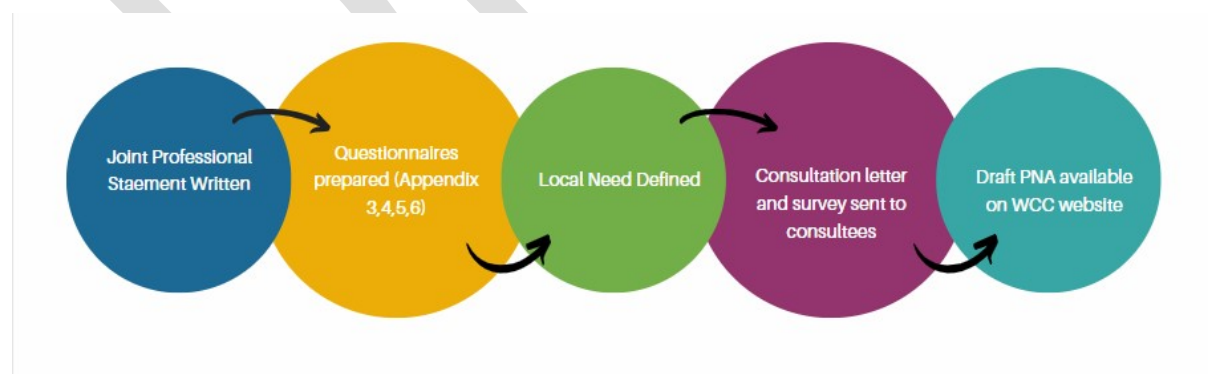 Joint Professional
Staement Written
Questionnaires
prepared (Appendix
3,4,5,6)
Local Need Defined
Consultation letter
and survey sent to
consultees
Draft PNA available
on WCC website